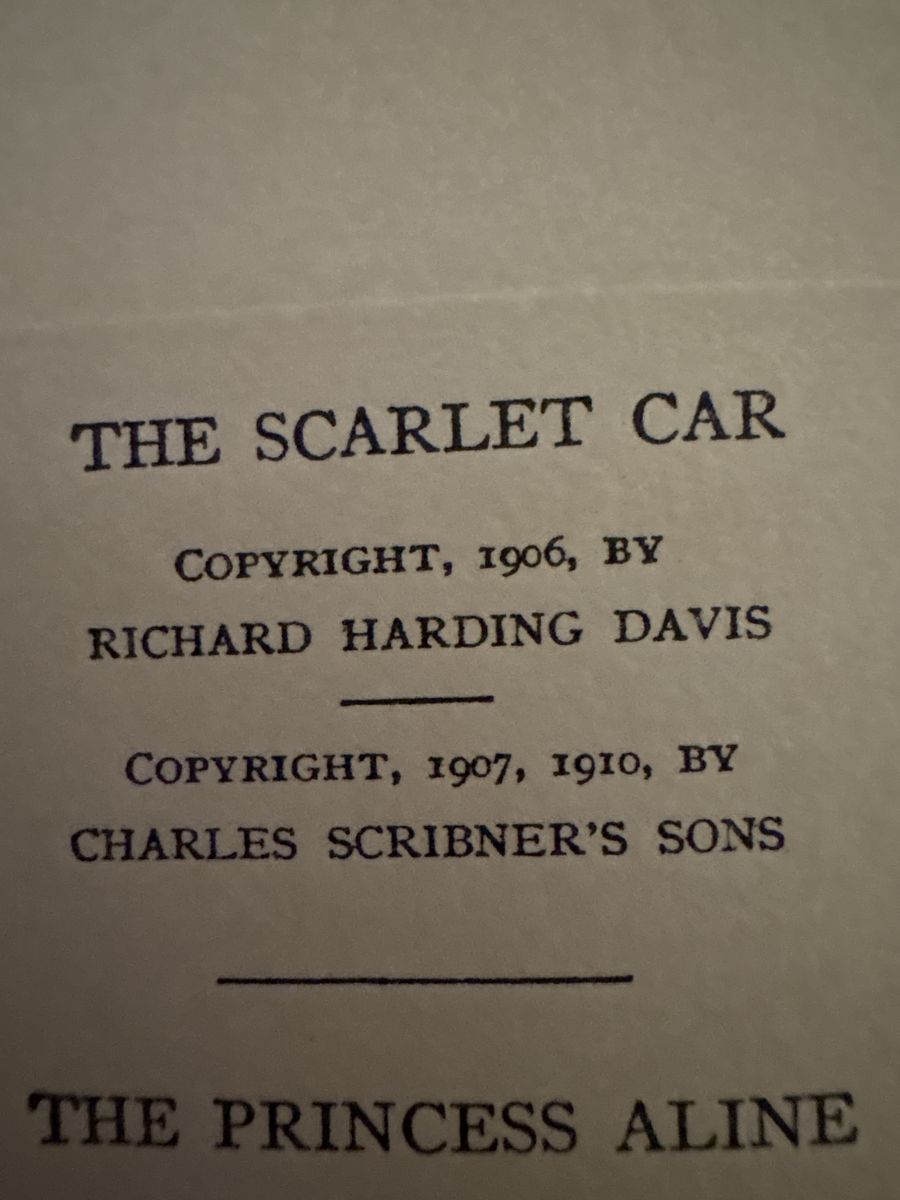 THE SCARLET CAR
COPYRIGHT, 1906, BY
RICHARD HARDING DAVIS
COPYRIGHT, 1907, 1910, BY
CHARLES SCRIBNER'S SONS
THE PRINCESS ALINE